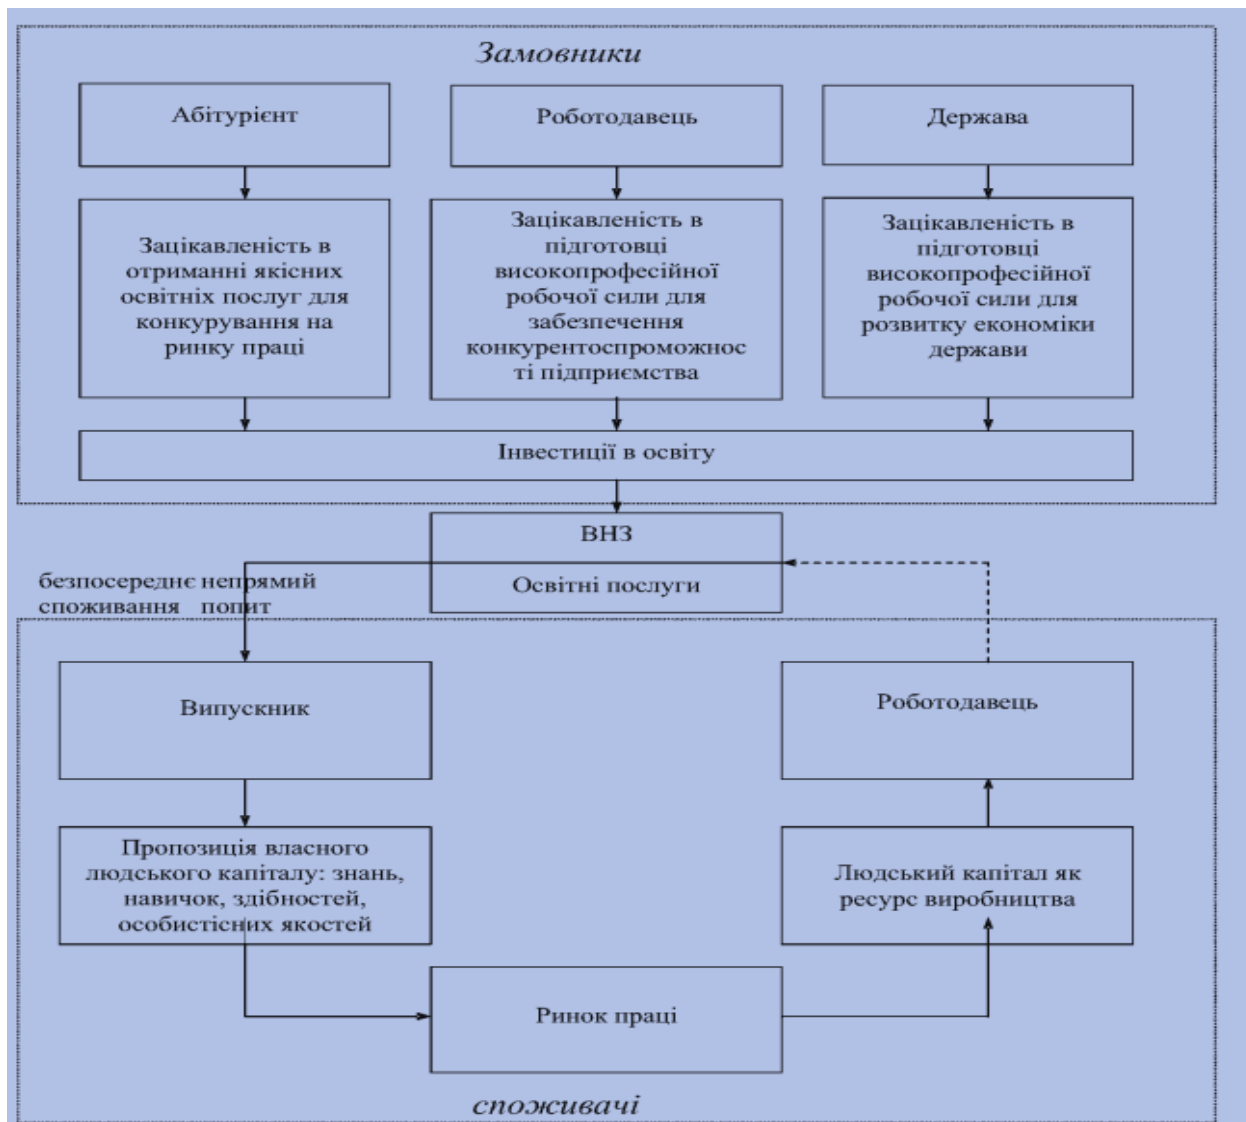 Замовники
Абітурієнт
Роботодавець
Держава
Зацікавленість в
отриманні якісних
освітніх послуг для
конкурування на
ринку праці
Зацікавленість в
підготовці
високопрофесійної
робочої сили для
забезпечення
конкурентоспроможнос
ті підприємства
Зацікавленість в
підготовці
високопрофесійної
робочої сили для
розвитку економіки
держави
Інвестиції в освіту
ВНЗ
Освітні послуги
безпосереднє непрямий
споживання попит
Випускник
Роботодавець
Пропозиція власного
людського капіталу: знань,
навичок, здібностей,
особистісних якостей
Людський капітал як
ресурс виробництва
Ринок праці
споживачі